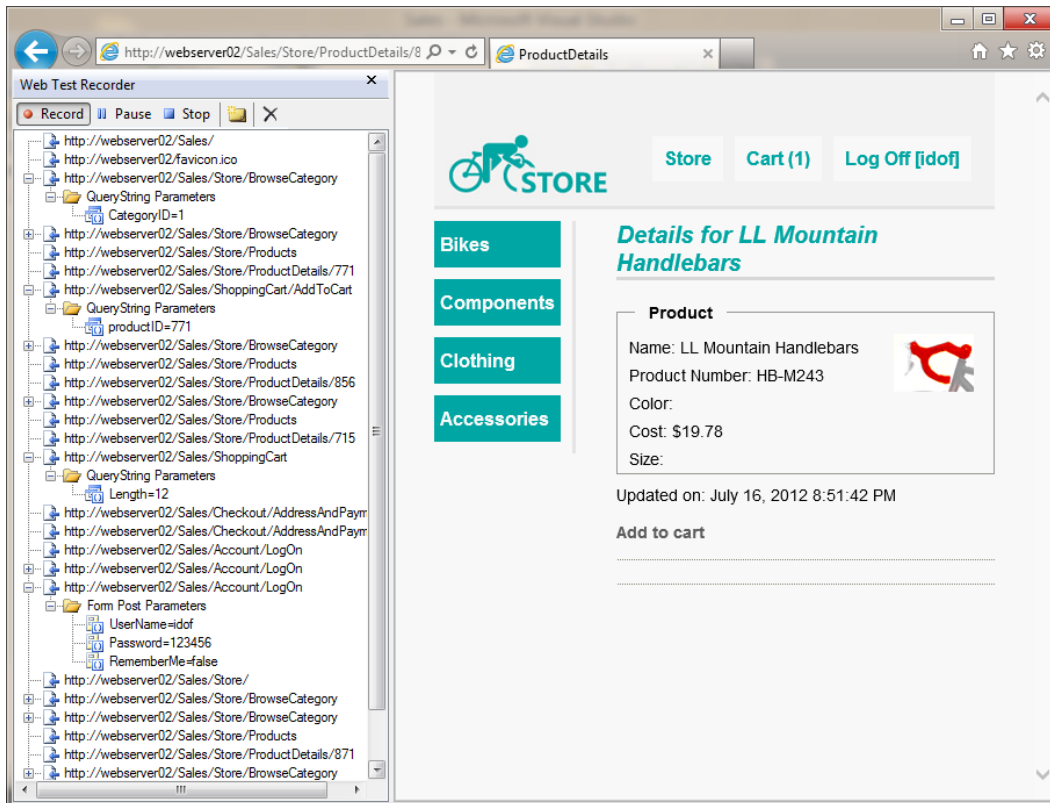 Sales - Microsoft Visual Studio
http://webserver02/Sales/Store/ProductDetails/8
ProductDetails
Web Test Recorder
Record Pause Stop
http://webserver02/Sales/
http://webserver02/favicon.ico
http://webserver02/Sales/Store/BrowseCategory
QueryString Parameters
CategoryID=1
http://webserver02/Sales/Store/BrowseCategory
http://webserver02/Sales/Store/Products
http://webserver02/Sales/Store/ProductDetails/771
http://webserver02/Sales/ShoppingCart/AddToCart
QueryString Parameters
productID=771
http://webserver02/Sales/Store/BrowseCategory
http://webserver02/Sales/Store/Products
http://webserver02/Sales/Store/ProductDetails/856
http://webserver02/Sales/Store/BrowseCategory
http://webserver02/Sales/Store/Products
http://webserver02/Sales/Store/ProductDetails/715
http://webserver02/Sales/ShoppingCart
QueryString Parameters
Length=12
http://webserver02/Sales/Checkout/AddressAndPaym
http://webserver02/Sales/Checkout/AddressAndPaym
http://webserver02/Sales/Account/LogOn
http://webserver02/Sales/Account/LogOn
http://webserver02/Sales/Account/LogOn
Form Post Parameters
UserName=idof
Password=123456
RememberMe=false
http://webserver02/Sales/Store/
http://webserver02/Sales/Store/BrowseCategory
http://webserver02/Sales/Store/BrowseCategory
http://webserver02/Sales/Store/Products
http://webserver02/Sales/Store/ProductDetails/871
http://webserver02/Sales/Store/BrowseCategory
STORE
Store Cart (1) Log Off [idof]
Bikes
Components
Clothing
Accessories
Details for LL Mountain
Handlebars
Product
Name: LL Mountain Handlebars
Product Number: HB-M243
Color:
Cost: $19.78
Size:
Updated on: July 16, 2012 8:51:42 PM
Add to cart